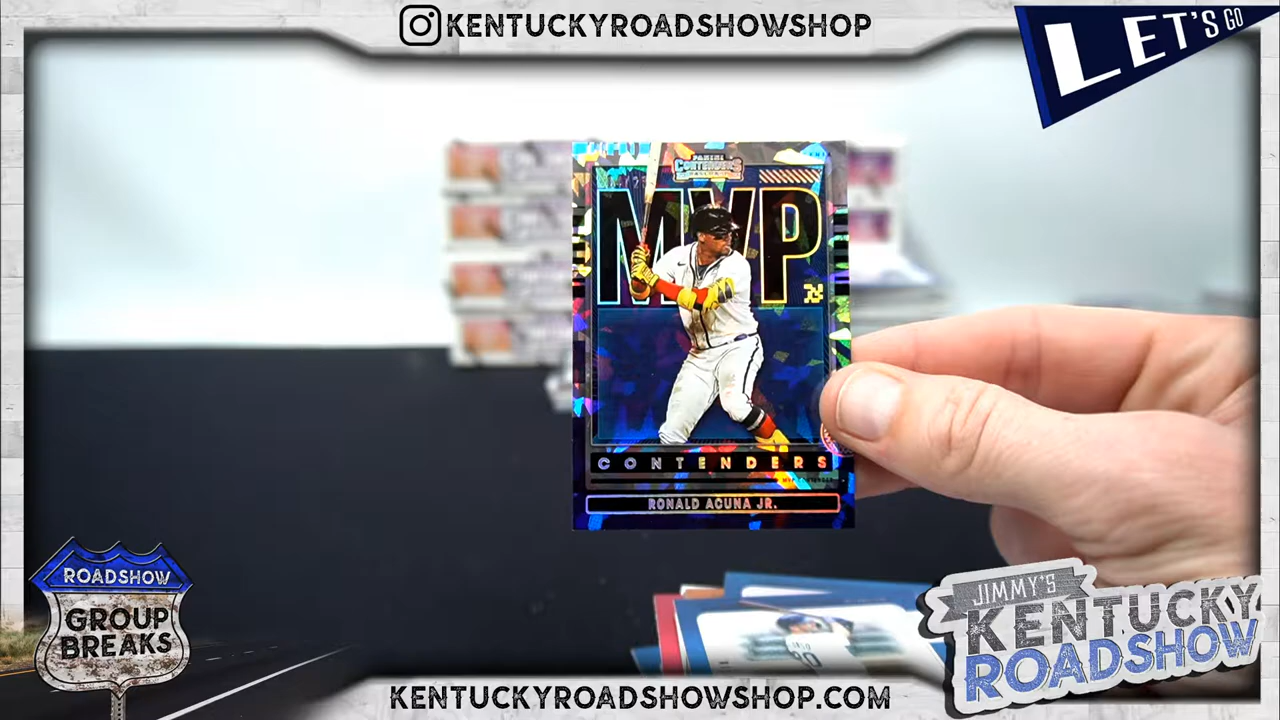 KENTUCKYROADSHOWSHOP
LET'S GO
PANINI
CONTENDERS
MVP
CONTENDERS
RONALD ACUNA JR.
ROADSHOW
GROUP
BREAKS
JIMMY'S
KENTUCKY
ROADSHOW
KENTUCKYROADSHOWSHOP.COM